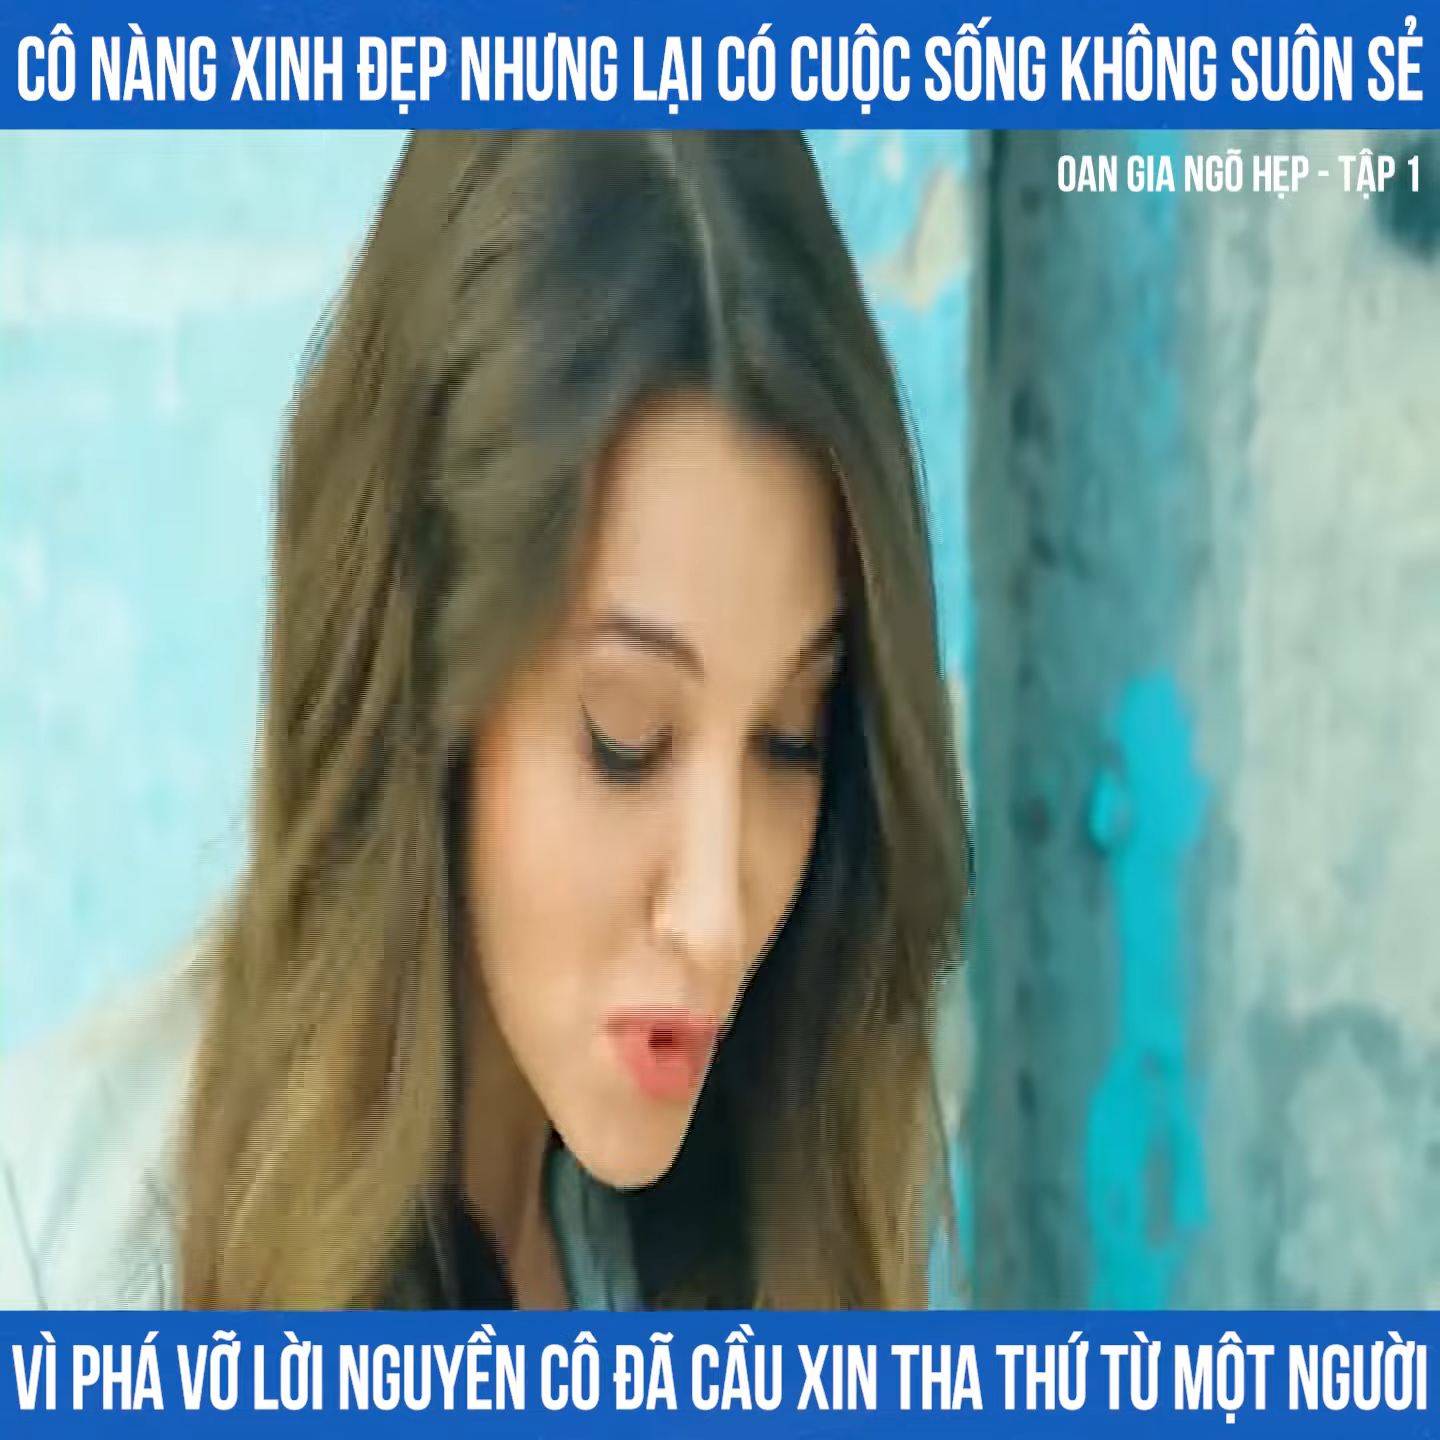 CÔ NÀNG XINH ĐẸP NHƯNG LẠI CÓ CUỘC SỐNG KHÔNG SUÔN SẺ
OAN GIA NGÕ HẸP - TẬP 1
VÌ PHÁ VỠ LỜI NGUYỀN CÔ ĐÃ CẦU XIN THA THỨ TỪ MỘT NGƯỜI